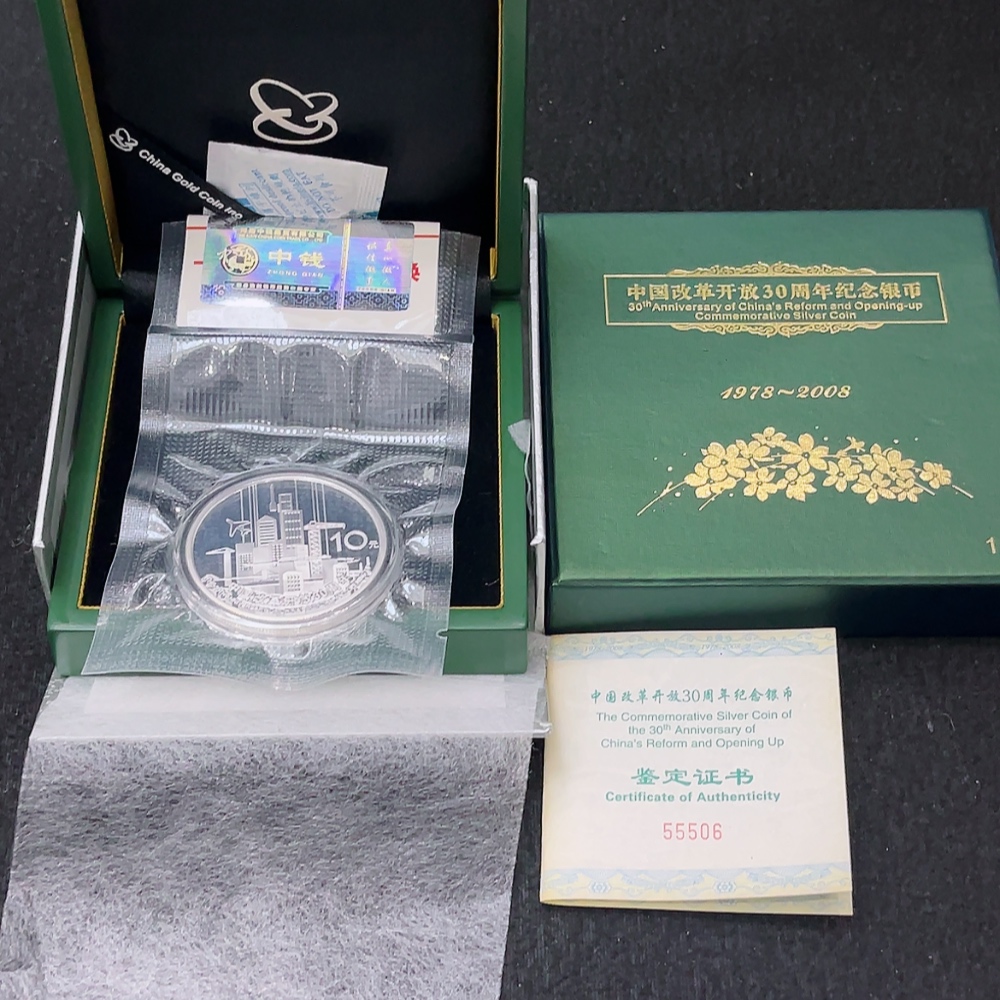 China Gold Coin Inc
中钱
ZHONG QIAN
10元
中国改革开放30周年纪念银币
30th Anniversary of China's Reform and Opening-up
Commemorative Silver Coin
1978~2008
1
中国改革开放30周年纪念银币
The Commemorative Silver Coin of
the 30th Anniversary of
China's Reform and Opening Up
鉴定证书
Certificate of Authenticity
55506